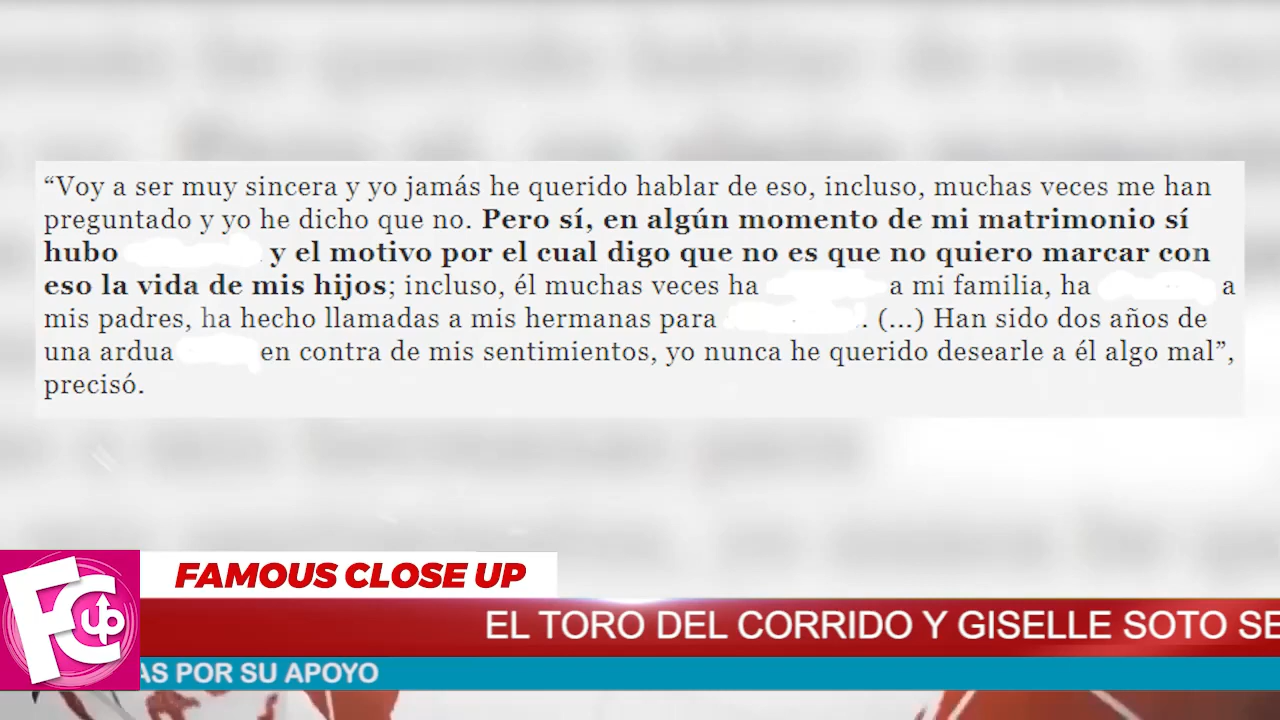 “Voy a ser muy sincera y yo jamás he querido hablar de eso, incluso, muchas veces me han
preguntado y yo he dicho que no. Pero sí, en algún momento de mi matrimonio sí
hubo y el motivo por el cual digo que no es que no quiero marcar con
eso la vida de mis hijos; incluso, él muchas veces ha a mi familia, ha a
mis padres, ha hecho llamadas a mis hermanas para . (...) Han sido dos años de
una ardua en contra de mis sentimientos, yo nunca he querido desearle a él algo mal”,
precisó.
FAMOUS CLOSE UP
EL TORO DEL CORRIDO Y GISELLE SOTO SE
AS POR SU APOYO
FC up